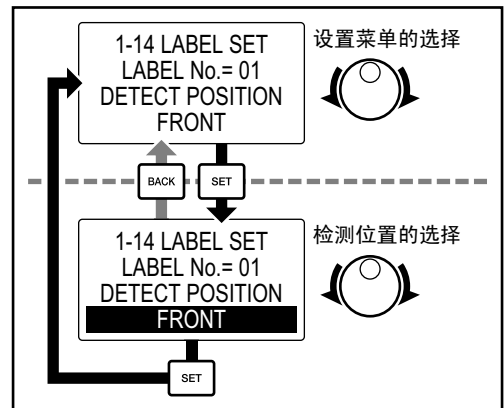 1-14 LABEL SET
LABEL No.= 01
DETECT POSITION
FRONT
设置菜单的选择
BACK
SET
1-14 LABEL SET
LABEL No.= 01
DETECT POSITION
FRONT
检测位置的选择
SET